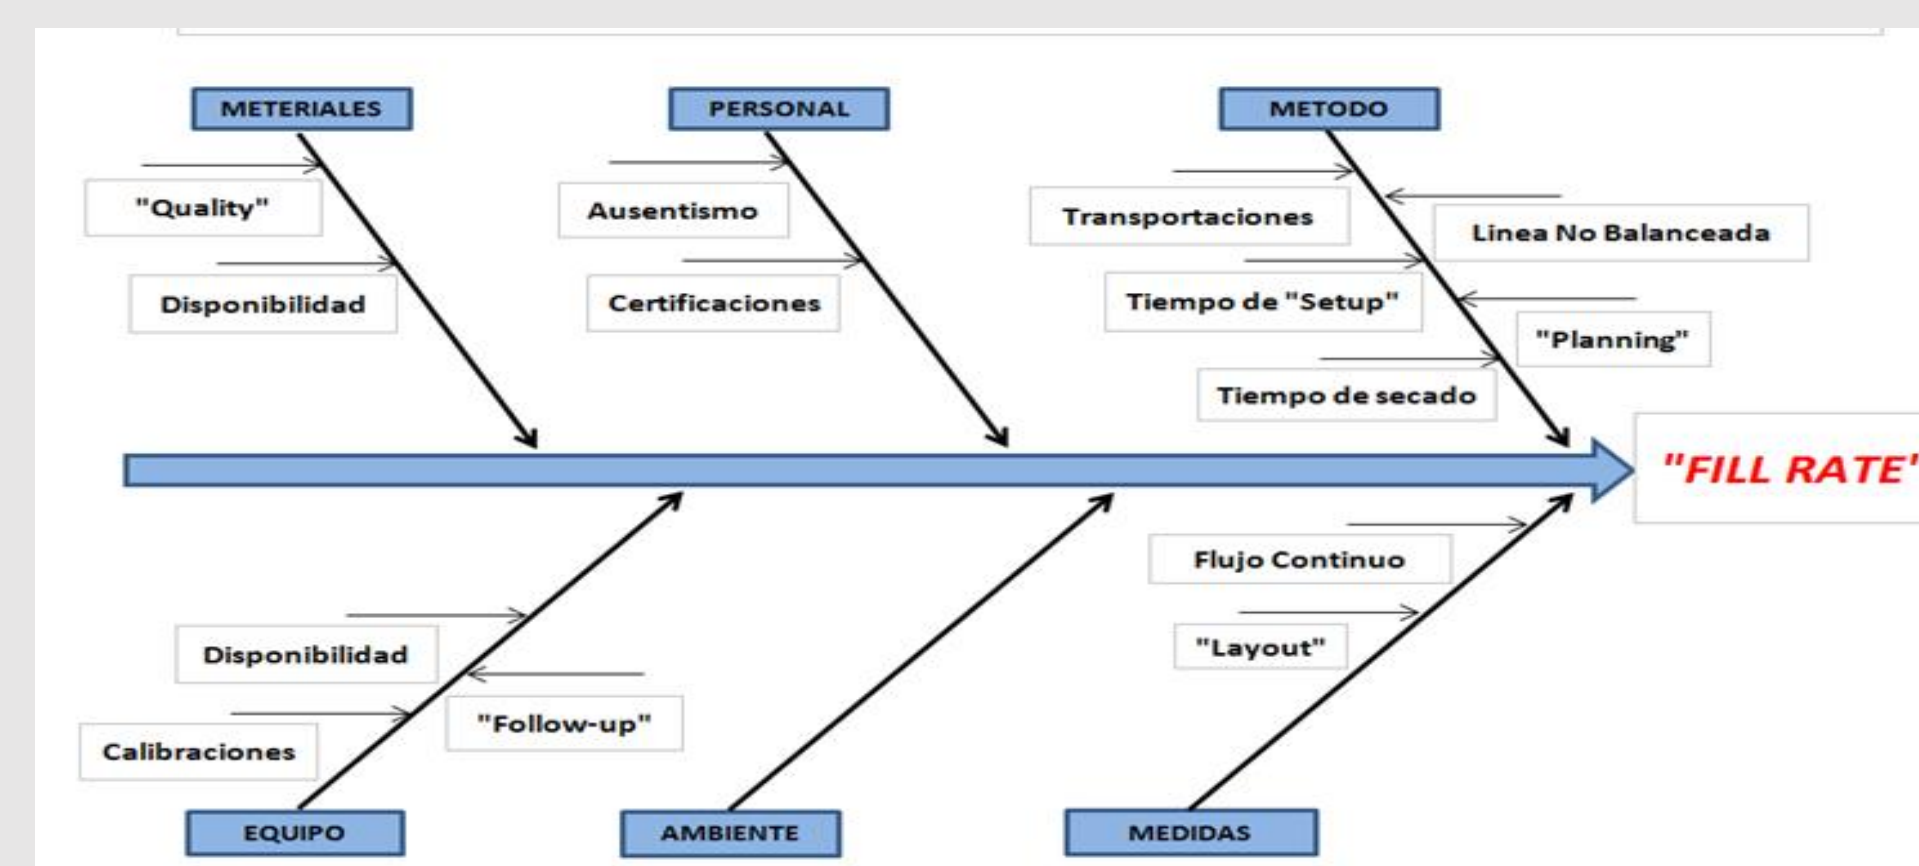 METERIALES
PERSONAL
METODO
"Quality"
Ausentismo
Transportaciones
Linea No Balanceada
Disponibilidad
Certificaciones
Tiempo de "Setup"
"Planning"
Tiempo de secado
"FILL RATE"
Flujo Continuo
Disponibilidad
"Layout"
"Follow-up"
Calibraciones
EQUIPO
AMBIENTE
MEDIDAS